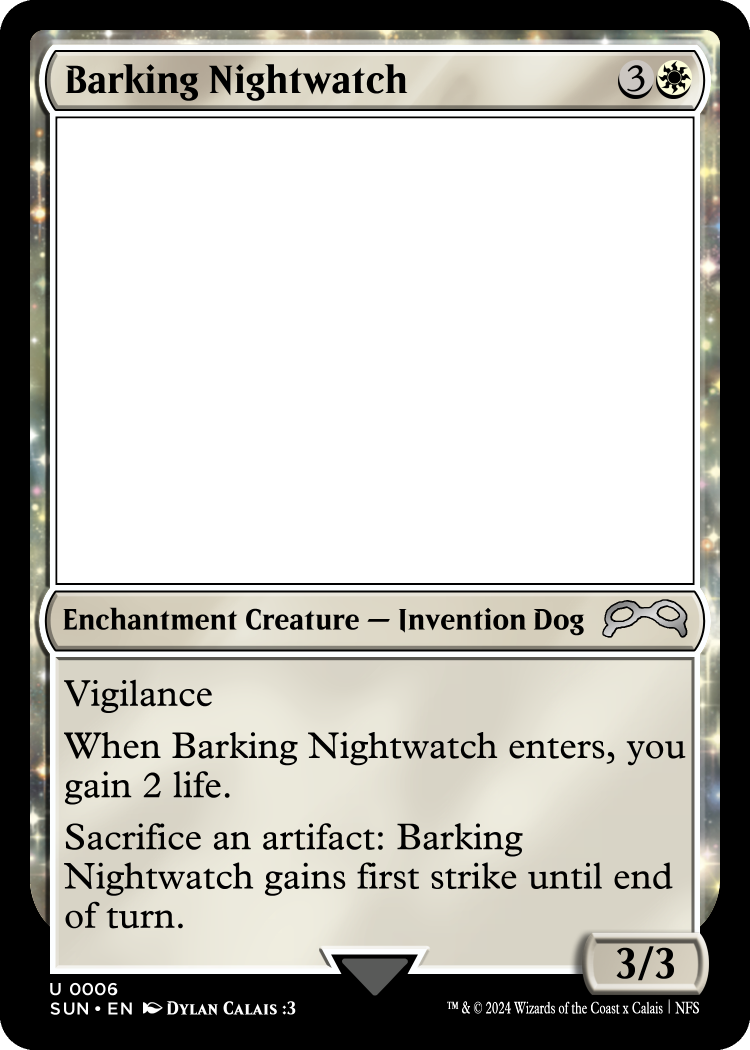 Barking Nightwatch 3
Enchantment Creature — Invention Dog
Vigilance
When Barking Nightwatch enters, you
gain 2 life.
Sacrifice an artifact: Barking
Nightwatch gains first strike until end
of turn.
3/3
U 0006
SUN • EN Dylan Calais :3
™ & © 2024 Wizards of the Coast x Calais | NFS